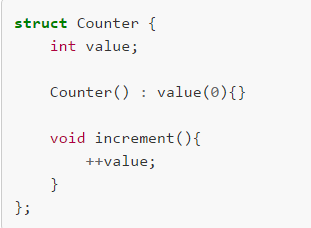 struct Counter {
    int value;

    Counter() : value(0){}

    void increment(){
        ++value;
    }
};